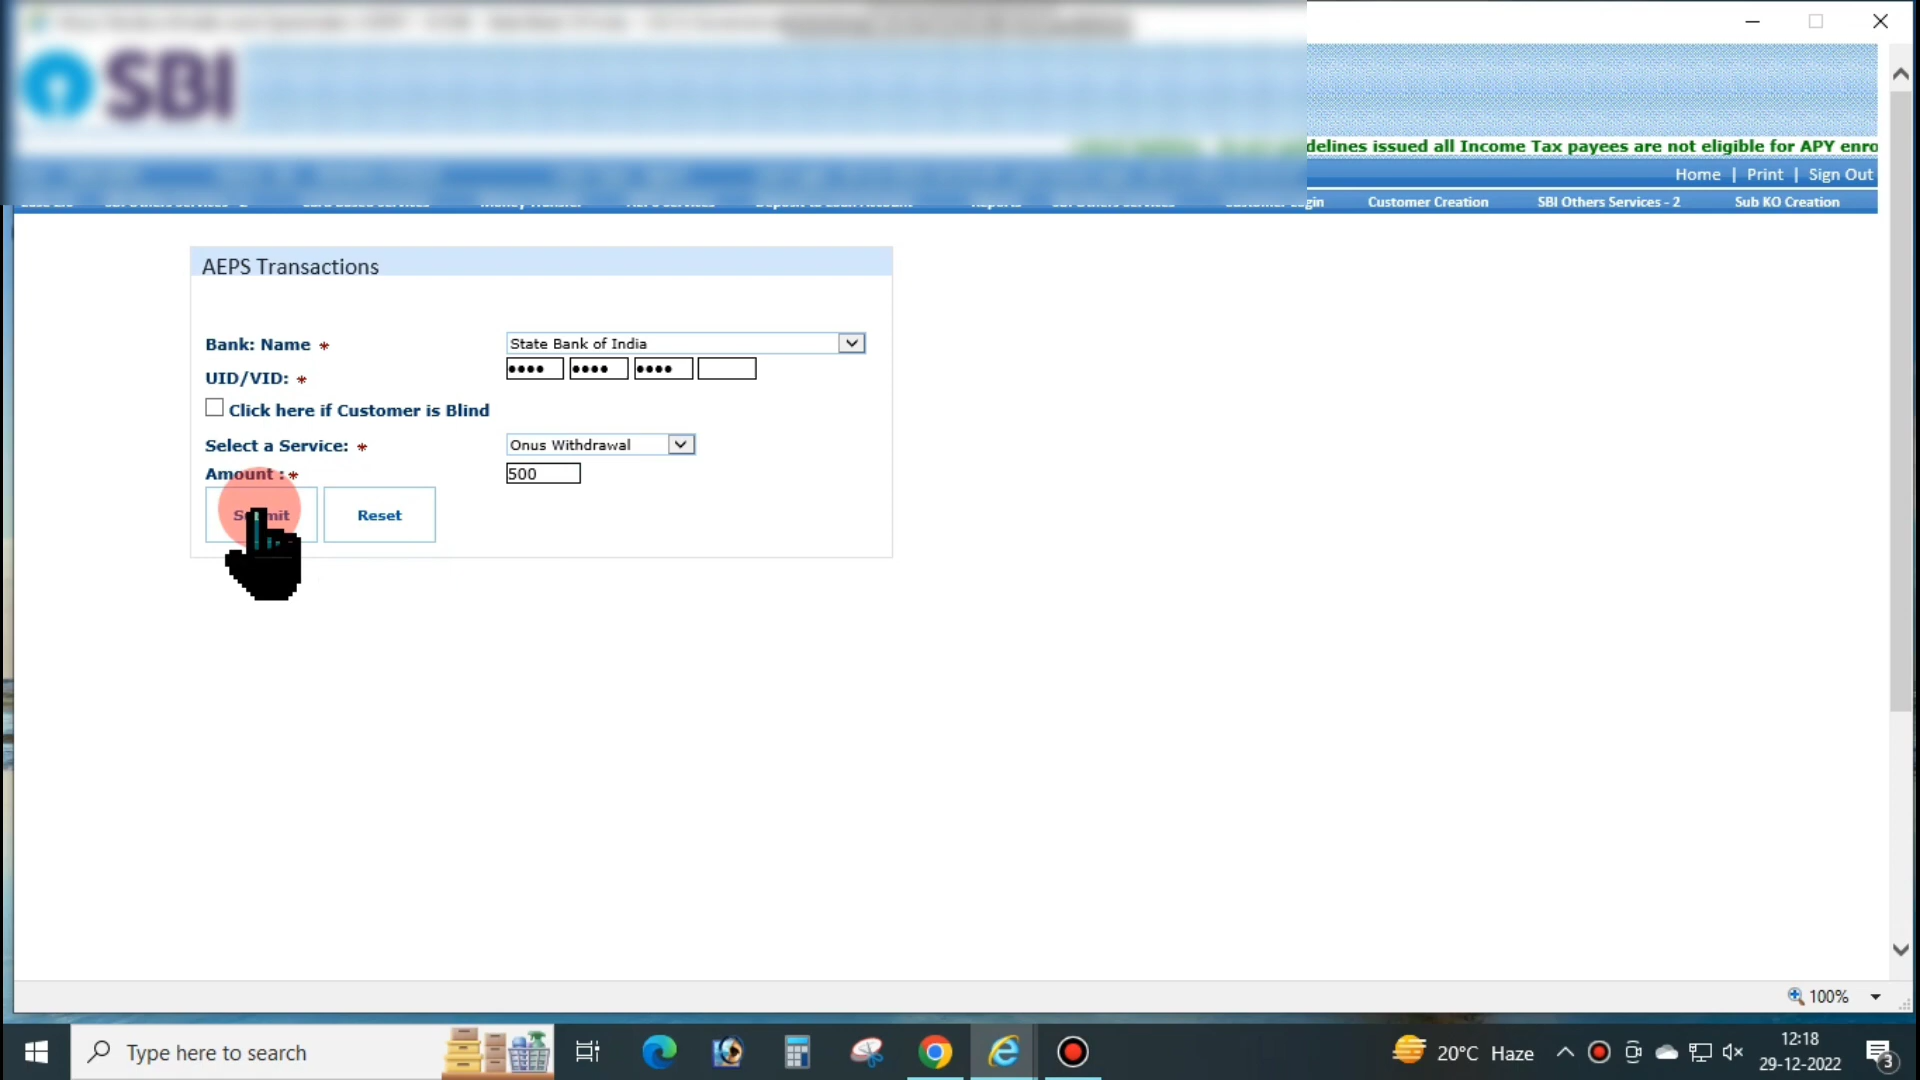 SBI
delines issued all Income Tax payees are not eligible for APY enro
Home | Print | Sign Out
Customer Creation SBI Others Services - 2 Sub KO Creation
AEPS Transactions
Bank: Name * State Bank of India
UID/VID: * •••• •••• ••••
Click here if Customer is Blind
Select a Service: * Onus Withdrawal
Amount : * 500
Submit Reset
100%
Type here to search
20°C Haze
12:18
29-12-2022
3